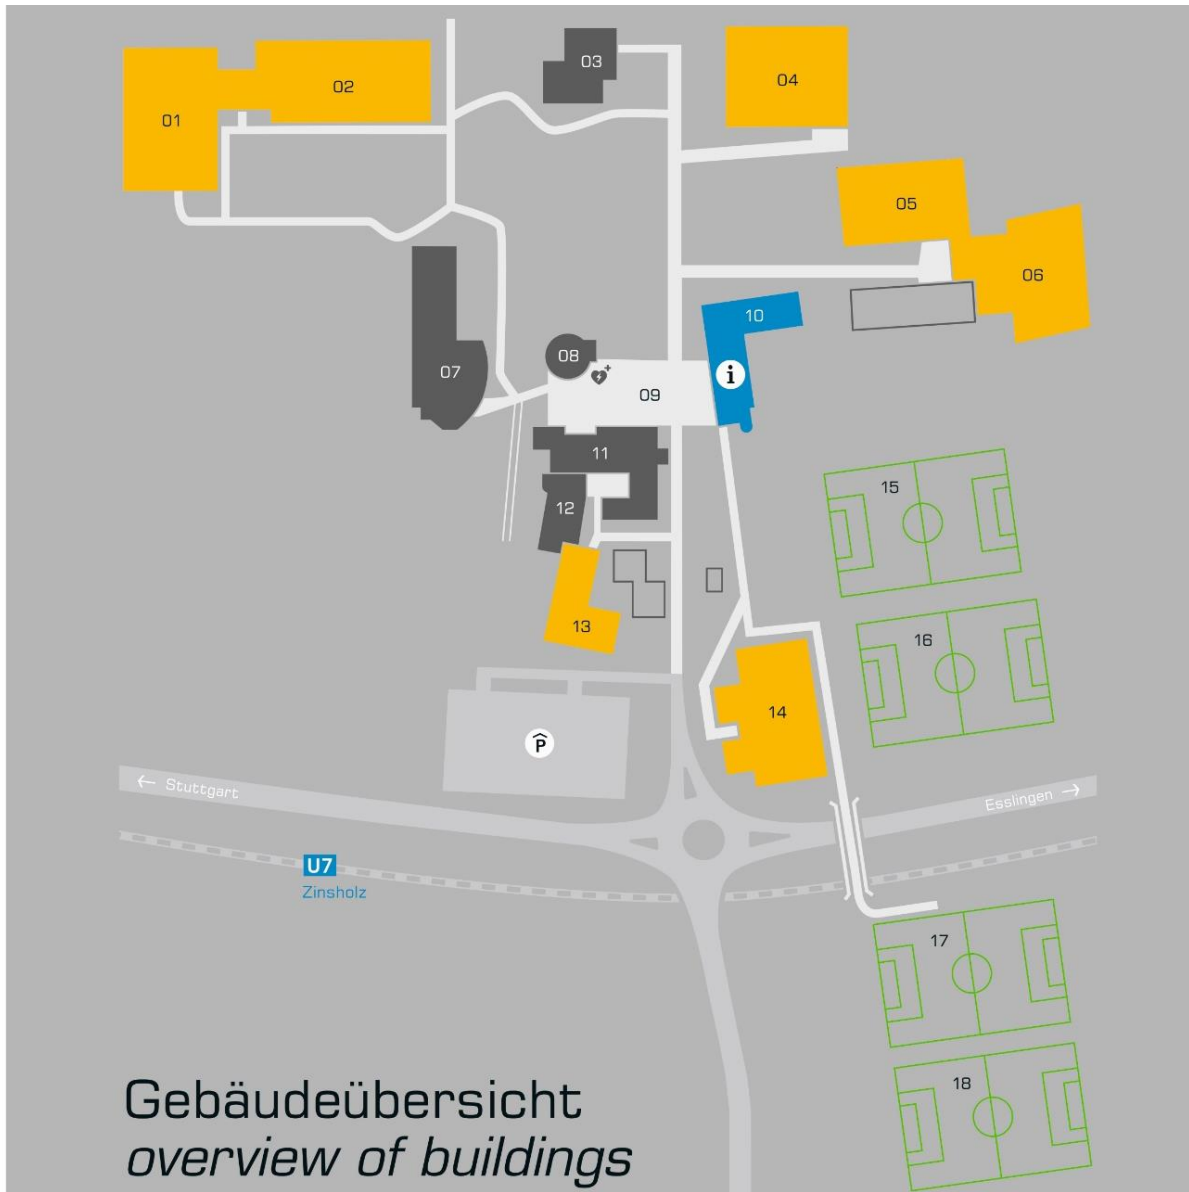 03
04
02
01
05
06
10
08
07
i
09
11
15
12
13
16
14
P
← Stuttgart
Esslingen →
U7
Zinsholz
17
18
Gebäudeübersicht
overview of buildings